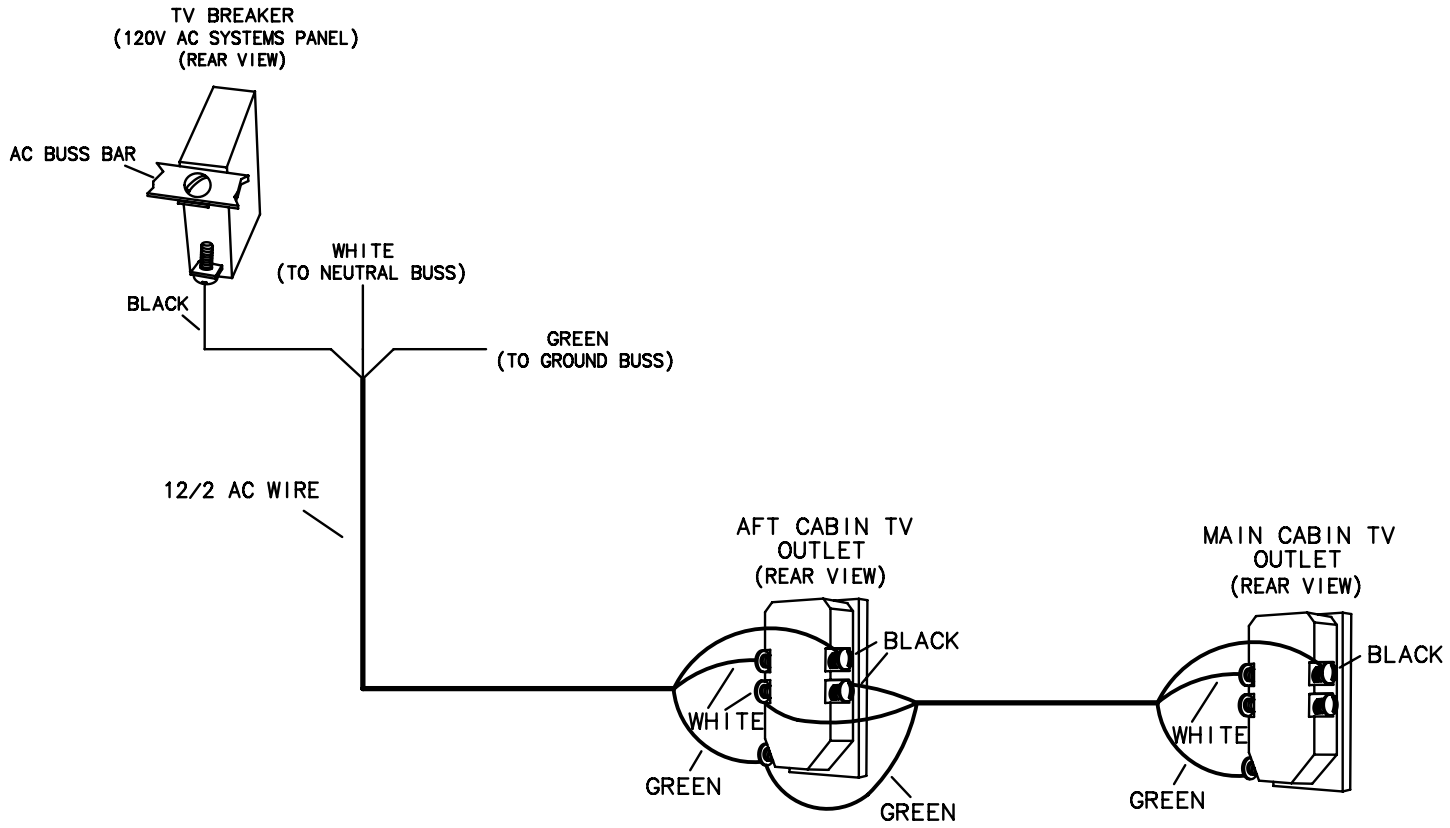 TV BREAKER
(120V AC SYSTEMS PANEL)
(REAR VIEW)
AC BUSS BAR
WHITE
(TO NEUTRAL BUSS)
BLACK
GREEN
(TO GROUND BUSS)
12/2 AC WIRE
AFT CABIN TV
OUTLET
(REAR VIEW)
MAIN CABIN TV
OUTLET
(REAR VIEW)
BLACK
BLACK
WHITE
WHITE
GREEN
GREEN
GREEN